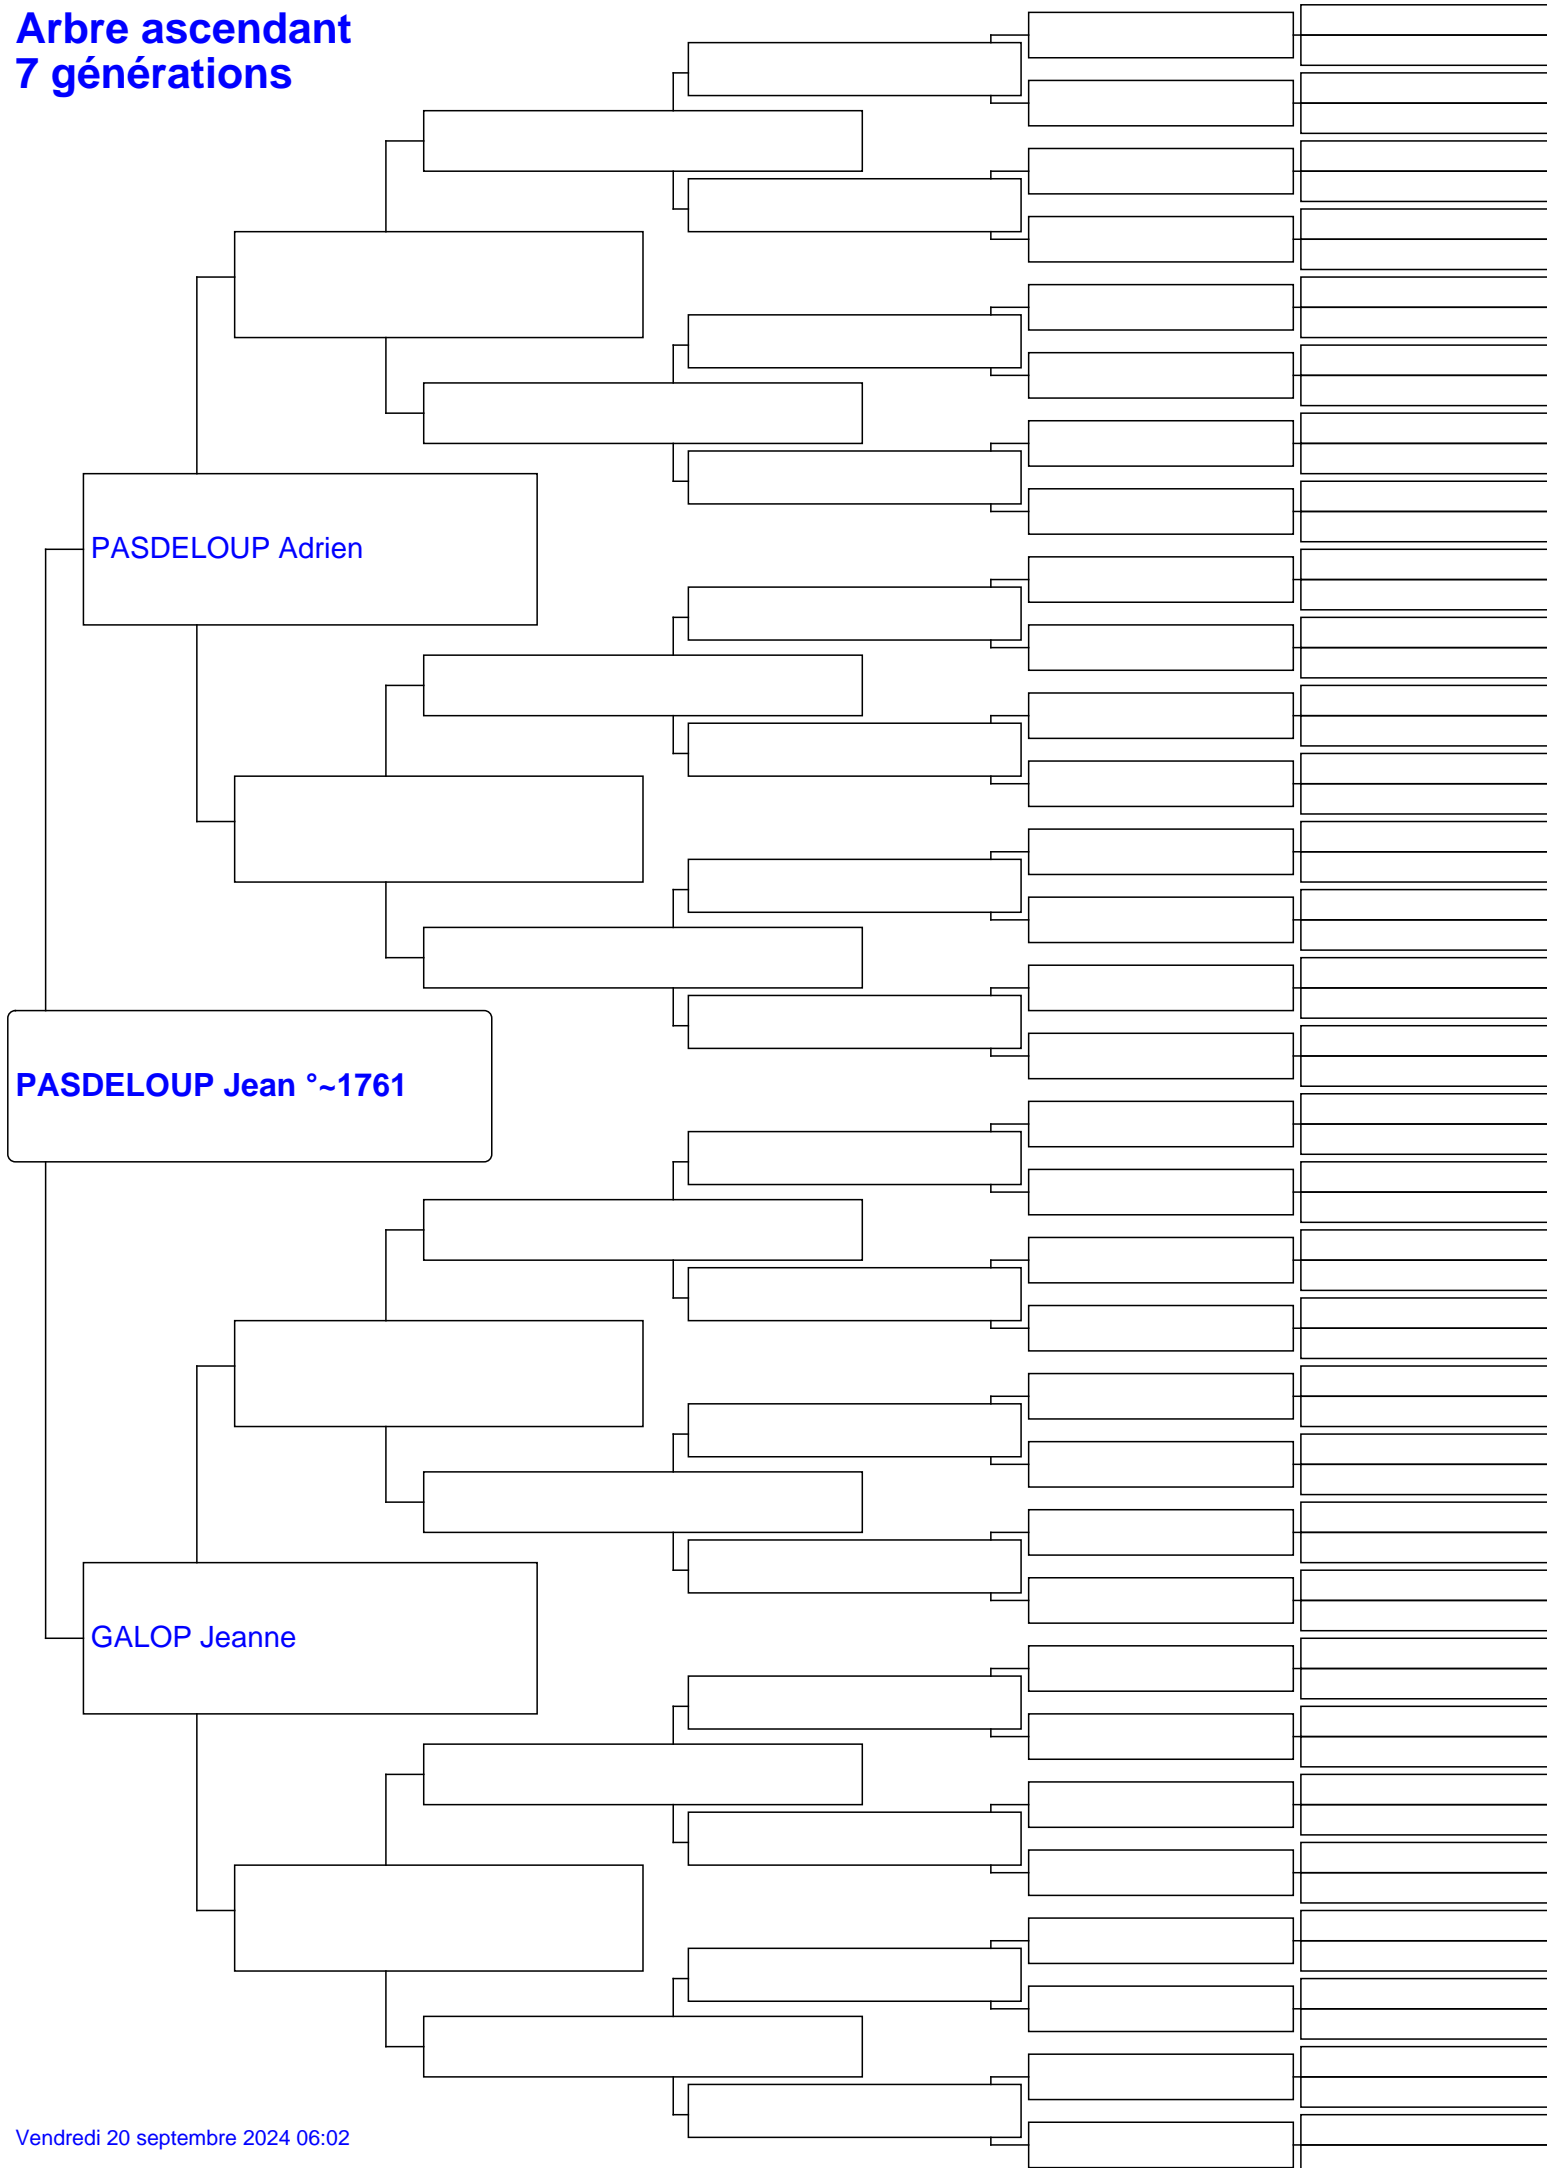 Arbre ascendant
7 générations
PASDELOUP Adrien
PASDELOUP Jean °~1761
GALOP Jeanne
Vendredi 20 septembre 2024 06:02